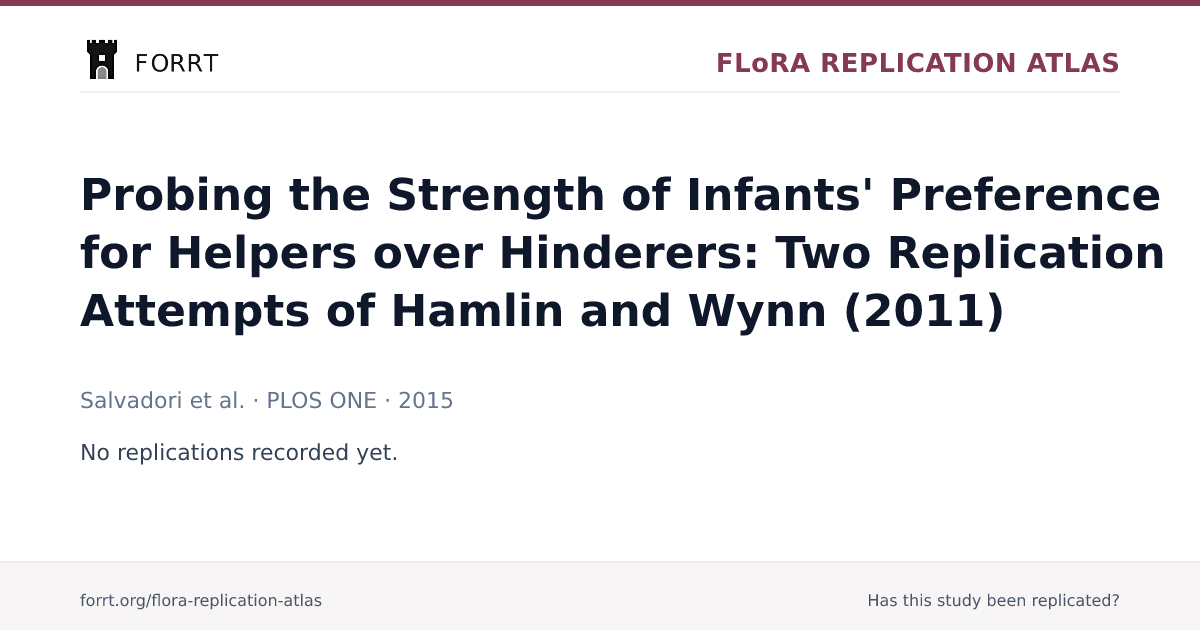 FORRT
FLoRA REPLICATION ATLAS
Probing the Strength of Infants' Preference
for Helpers over Hinderers: Two Replication
Attempts of Hamlin and Wynn (2011)
Salvadori et al. · PLOS ONE · 2015
No replications recorded yet.
forrt.org/flora-replication-atlas
Has this study been replicated?